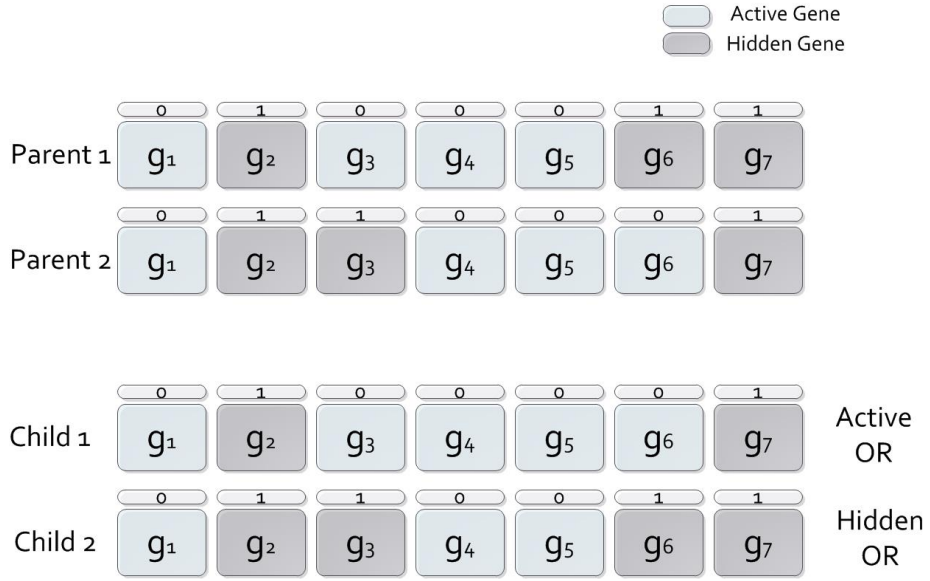 Active Gene
Hidden Gene
0 1 0 0 0 1 1
Parent 1 g1 g2 g3 g4 g5 g6 g7
0 1 1 0 0 0 1
Parent 2 g1 g2 g3 g4 g5 g6 g7
0 1 0 0 0 0 1
Child 1 g1 g2 g3 g4 g5 g6 g7 Active
OR
0 1 1 0 0 1 1
Child 2 g1 g2 g3 g4 g5 g6 g7 Hidden
OR